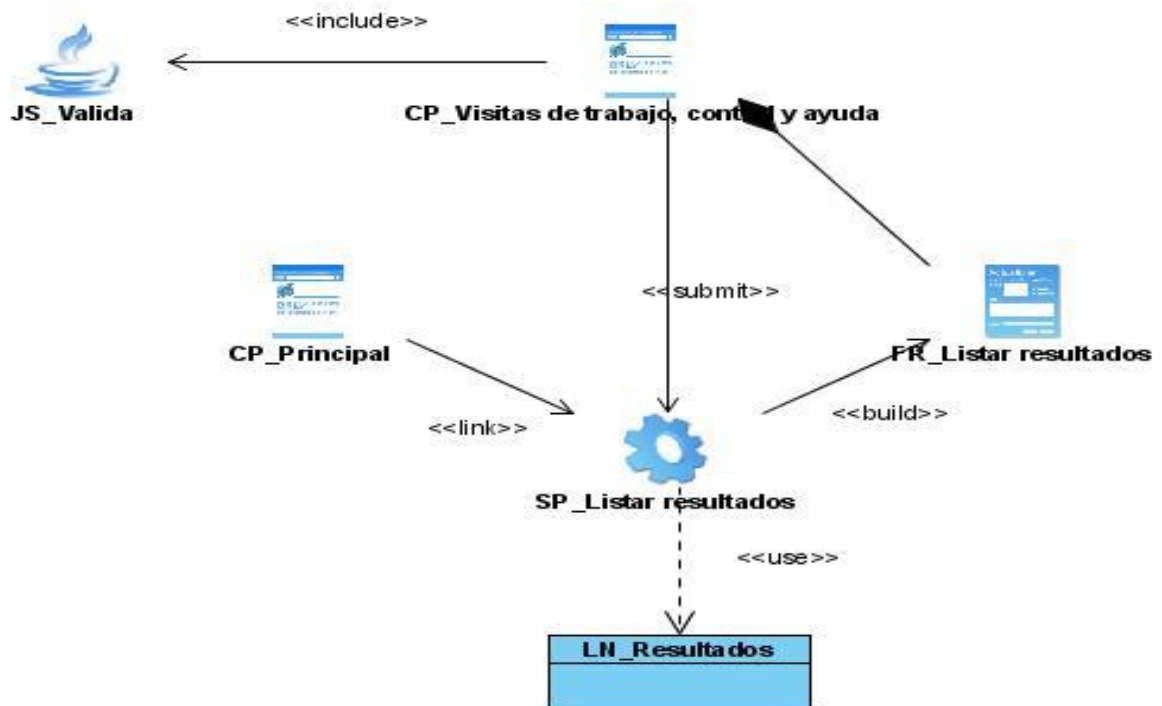 <<include>>
JS_Valida
CP_Visitas de trabajo, control y ayuda
<<submit>>
CP_Principal
FR_Listar resultados
<<link>>
<<build>>
SP_Listar resultados
<<use>>
LN_Resultados